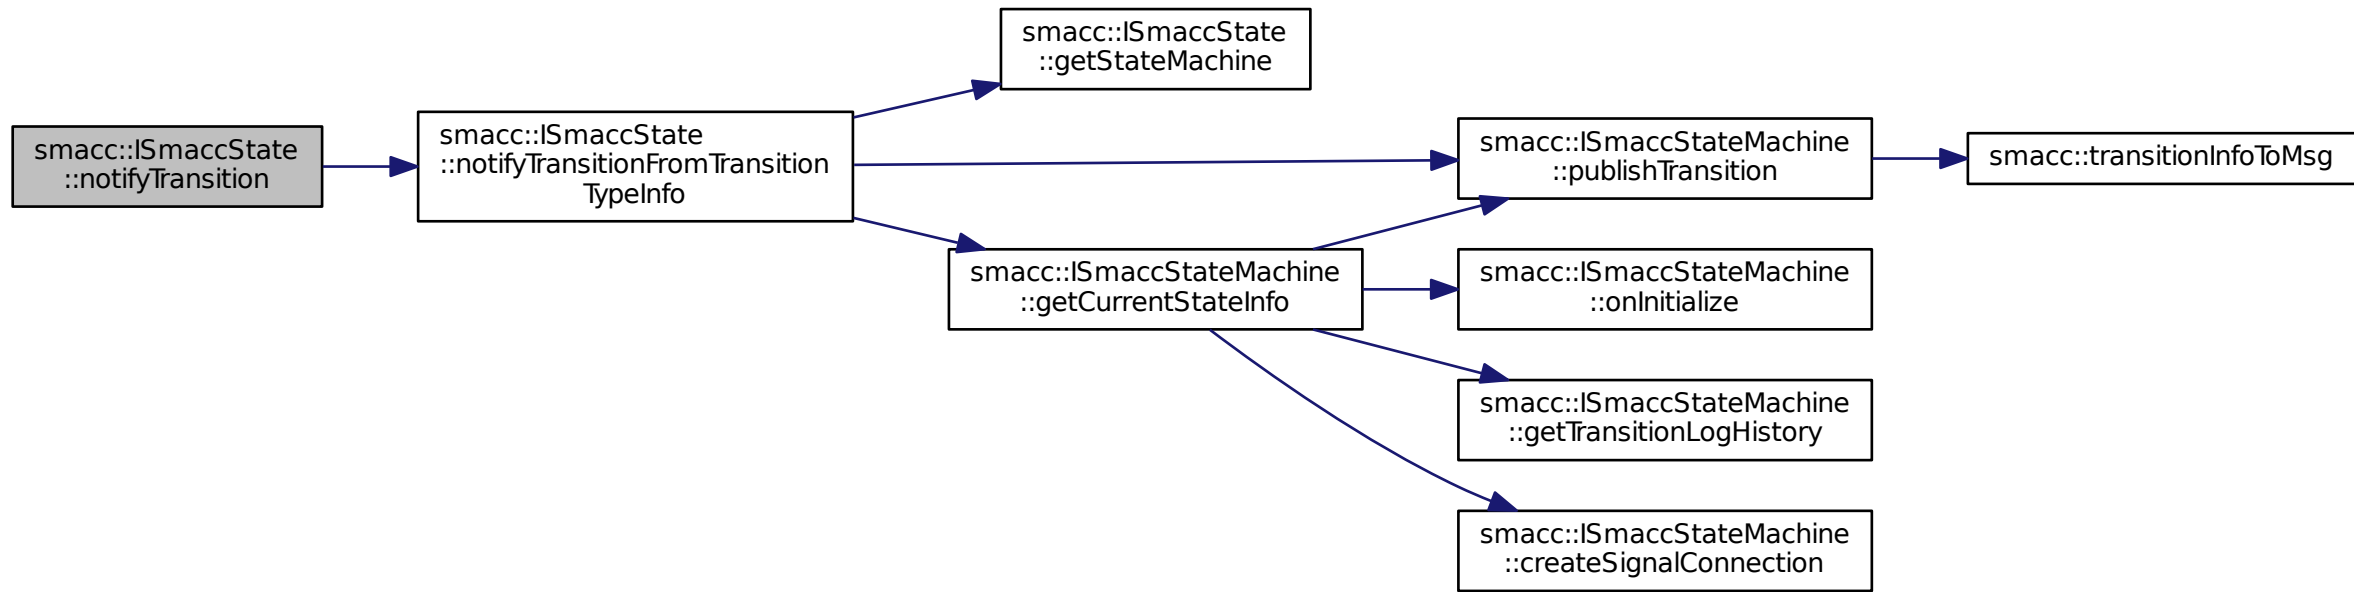 smacc::ISmaccState
::notifyTransition
smacc::ISmaccState
::notifyTransitionFromTransition
TypeInfo
smacc::ISmaccState
::getStateMachine
smacc::ISmaccStateMachine
::getCurrentStateInfo
smacc::ISmaccStateMachine
::publishTransition
smacc::transitionInfoToMsg
smacc::ISmaccStateMachine
::onInitialize
smacc::ISmaccStateMachine
::getTransitionLogHistory
smacc::ISmaccStateMachine
::createSignalConnection